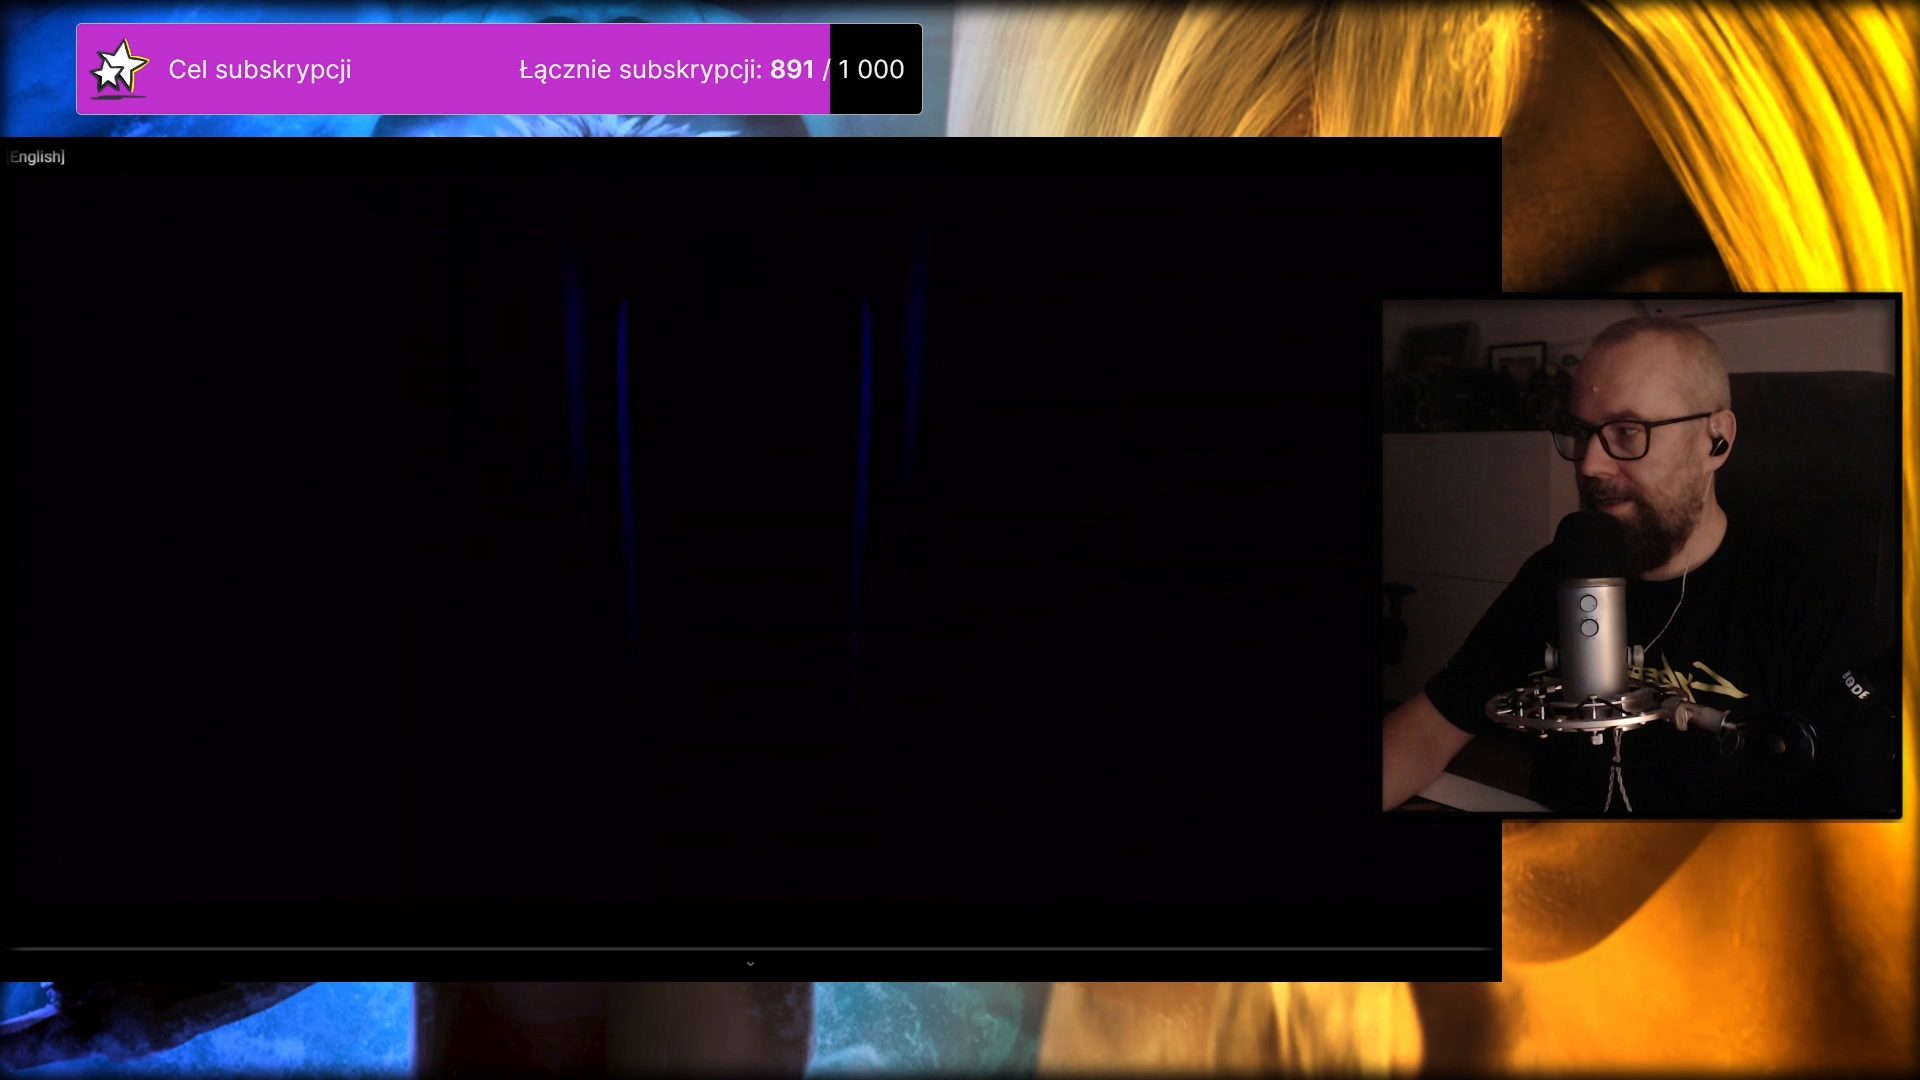 Cel subskrypcji
Łącznie subskrypcji: 891 / 1 000
[English]